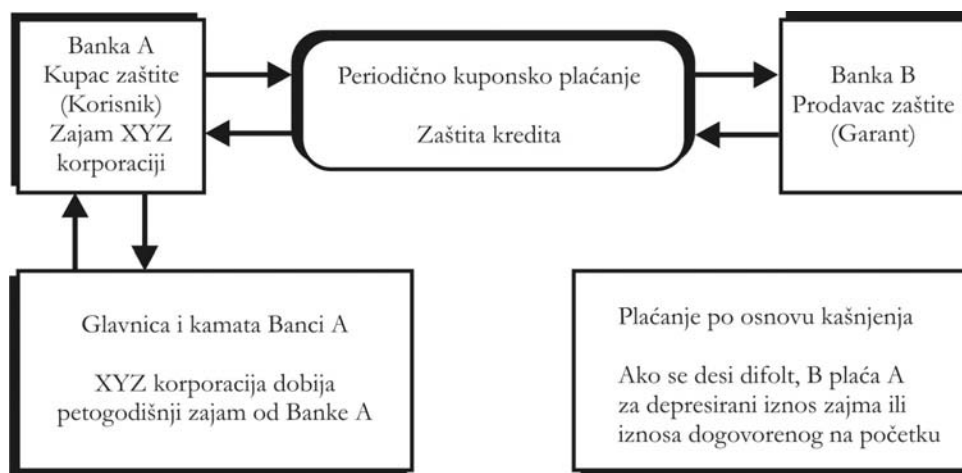 Banka A
Kupac zaštite
(Korisnik)
Zajam XYZ
korporaciji
Periodično kuponsko plaćanje
Zaštita kredita
Banka B
Prodavac zaštite
(Garant)
Glavnica i kamata Banci A
XYZ korporacija dobija
petogodišnji zajam od Banke A
Plaćanje po osnovu kašnjenja
Ako se desi difolt, B plaća A
za depresirani iznos zajma ili
iznosa dogovorenog na početku